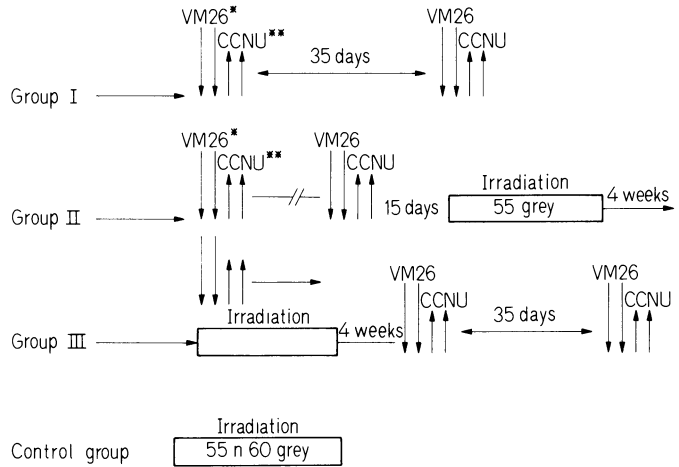 VM26*
CCNU**
35 days
VM26
CCNU
Group I
VM26*
CCNU**
VM26
CCNU
Irradiation
4 weeks
Group II
15 days
55 grey
VM26
CCNU
VM26
CCNU
Irradiation
4 weeks
35 days
Group III
Irradiation
Control group
55 n 60 grey